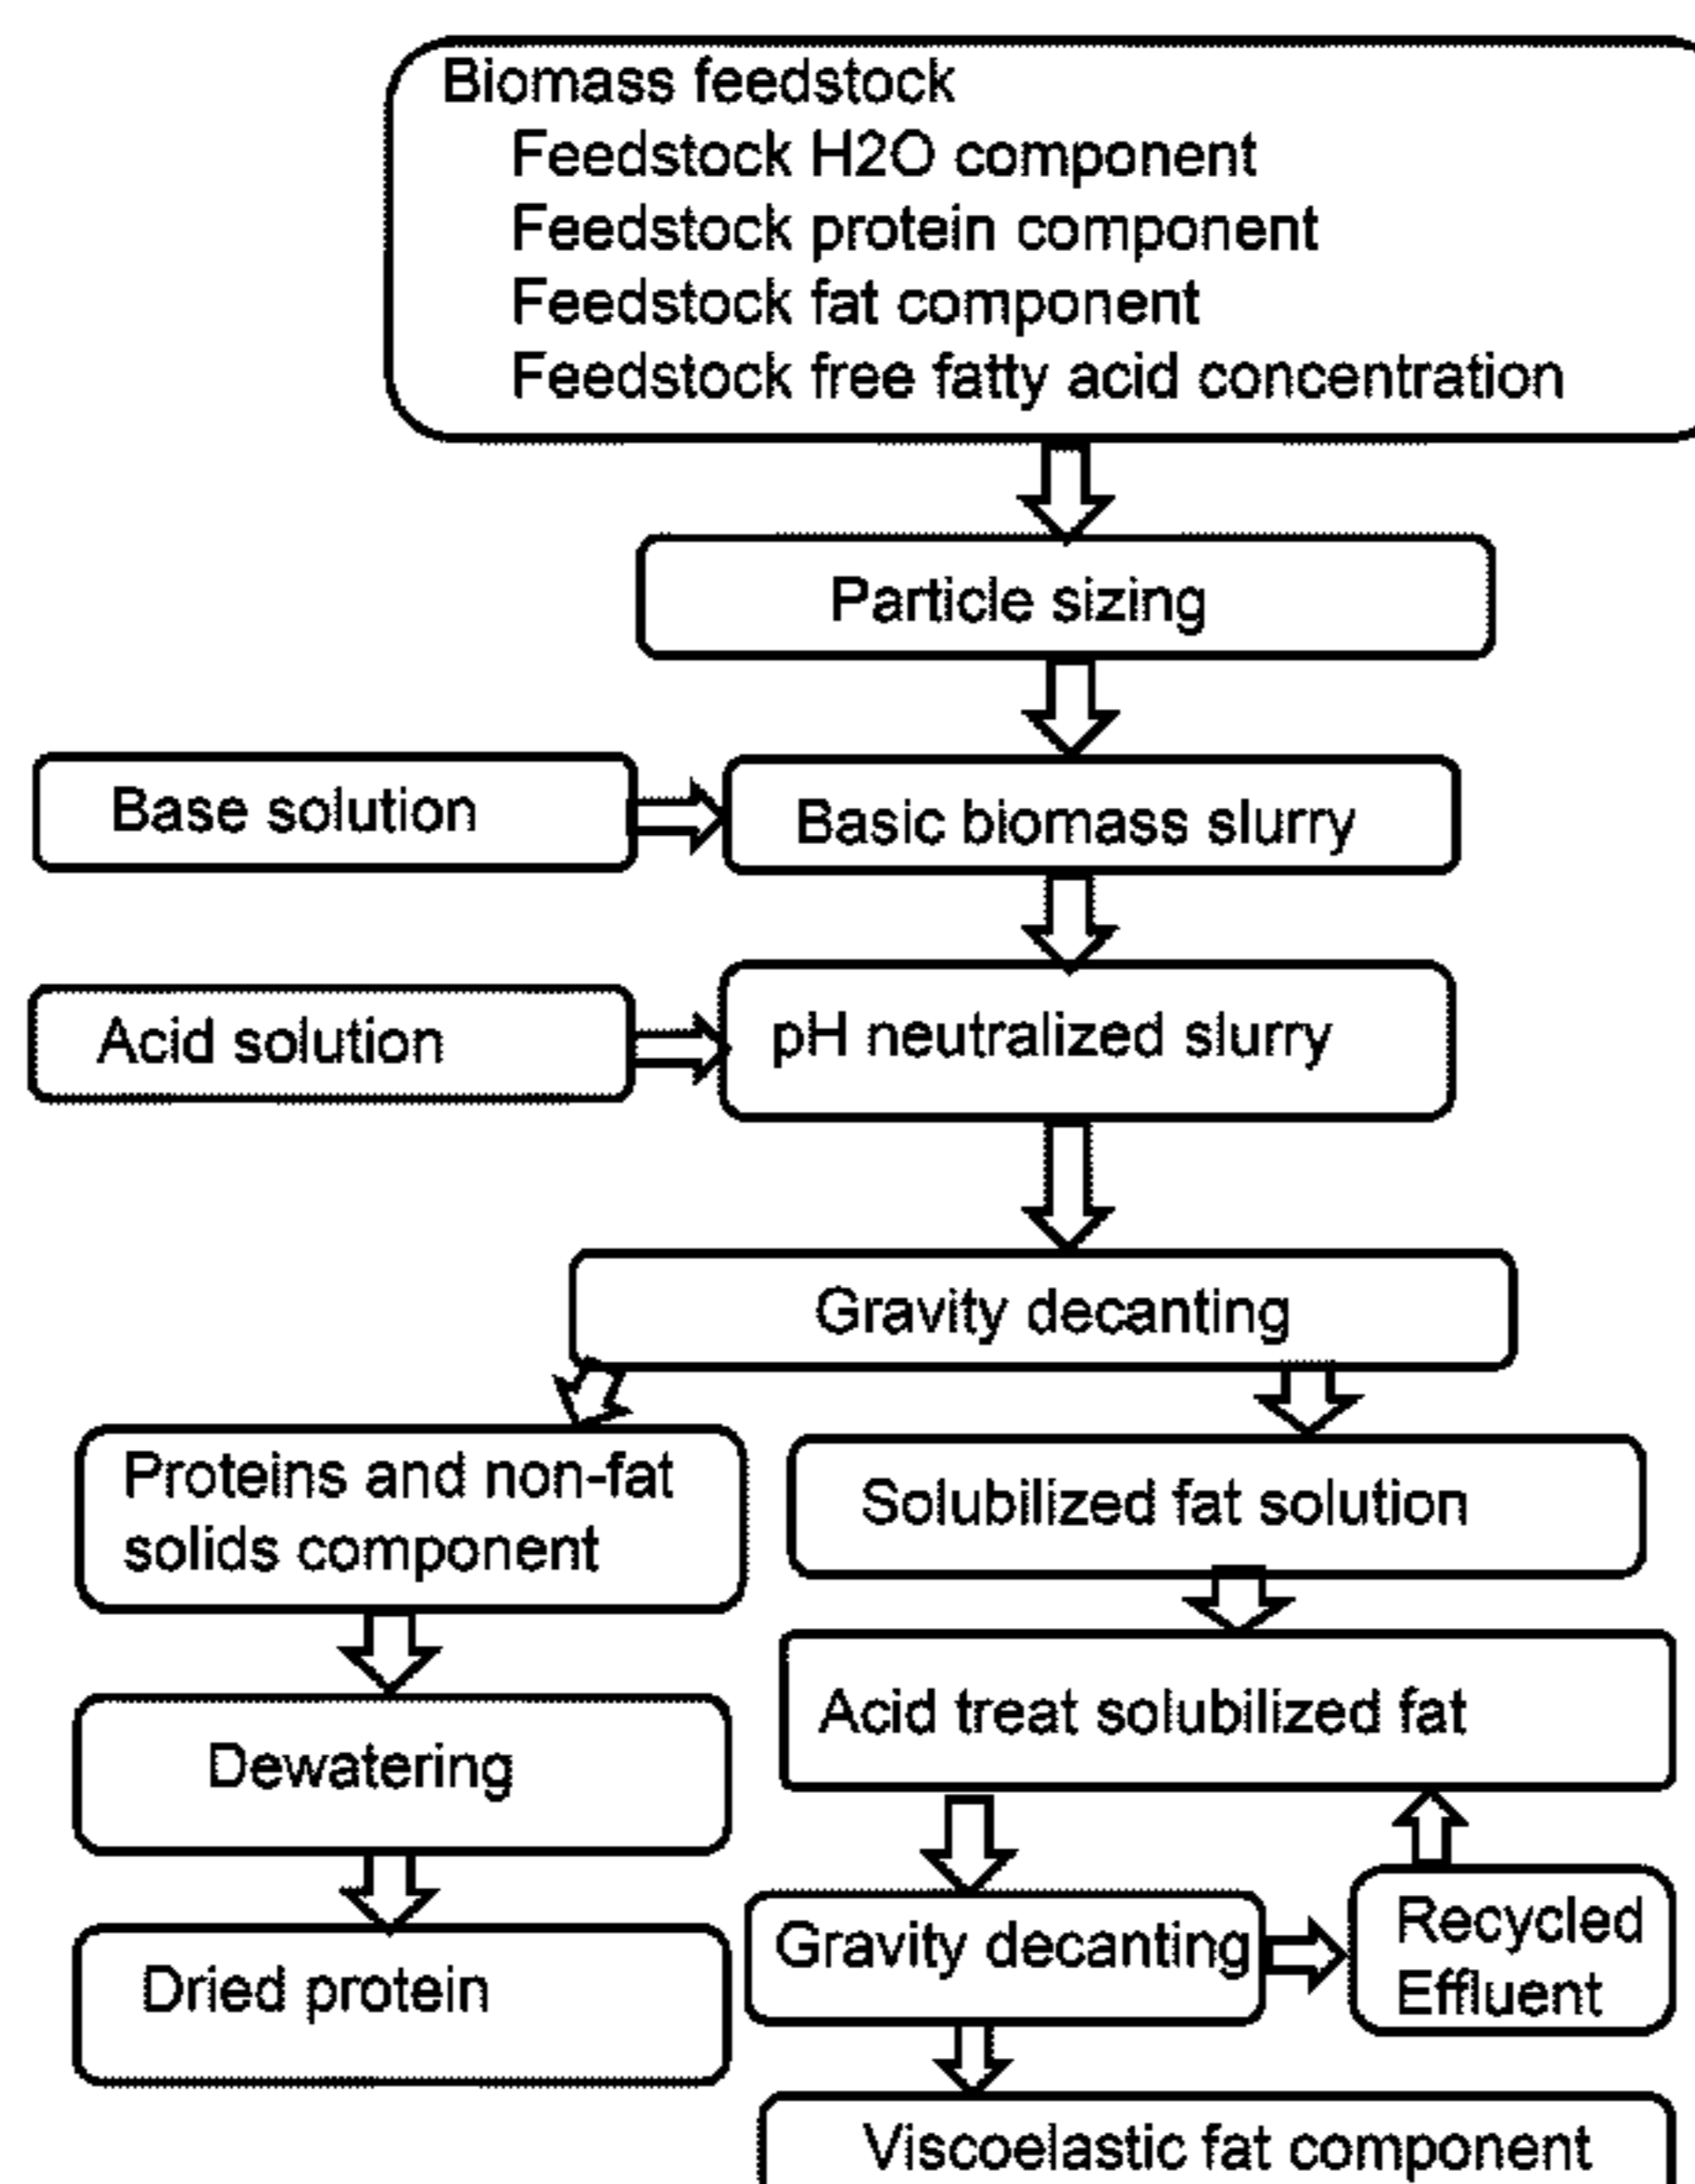 Biomass feedstock
Feedstock H2O component
Feedstock protein component
Feedstock fat component
Feedstock free fatty acid concentration
Particle sizing
Base solution
Basic biomass slurry
Acid solution
pH neutralized slurry
Gravity decanting
Proteins and non-fat
solids component
Solubilized fat solution
Dewatering
Acid treat solubilized fat
Dried protein
Gravity decanting
Recycled
Effluent
Viscoelastic fat component